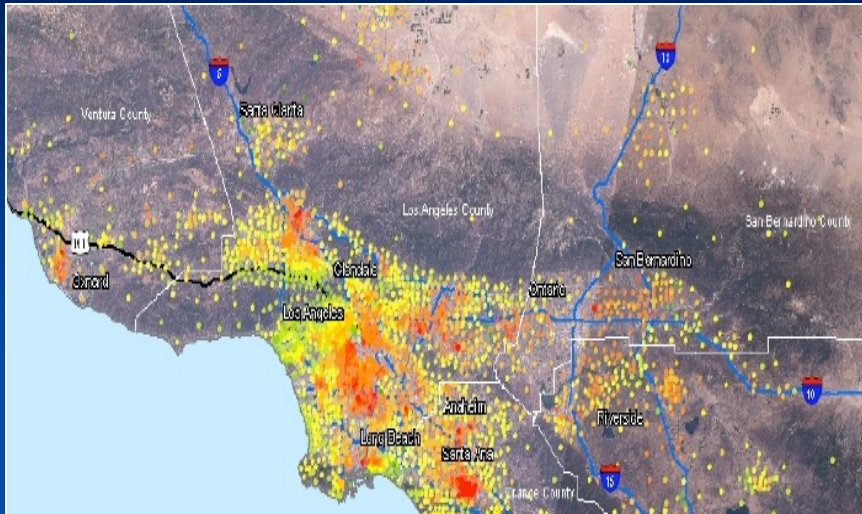 5
15
Santa Clarita
Ventura County
Los Angeles County
San Bernardino County
101
Oxnard
Glendale
San Bernardino
Ontario
Los Angeles
10
Anaheim
Riverside
Long Beach
Santa Ana
15
Orange County